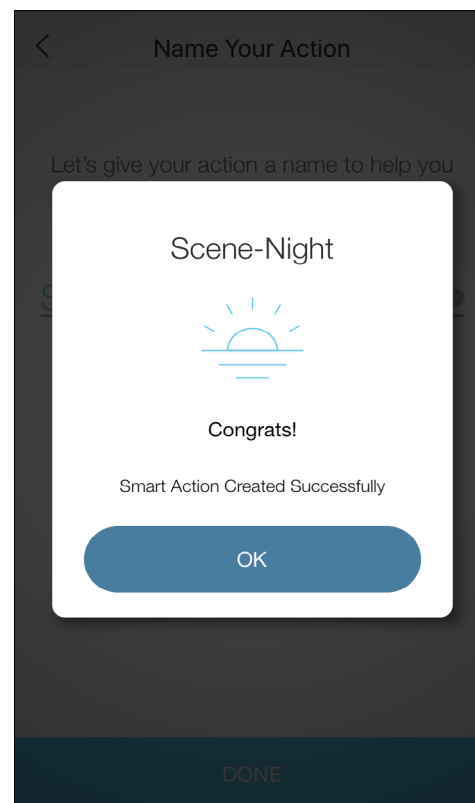 Name Your Action
Let's give your action a name to help you
Scene-Night
Congrats!
Smart Action Created Successfully
OK
DONE